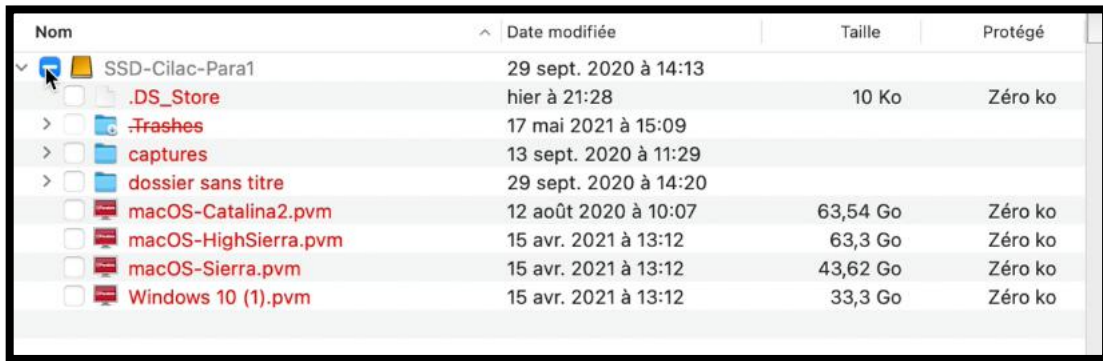 Nom Date modifiée Taille Protégé
SSD-Cilac-Para1 29 sept. 2020 à 14:13
.DS_Store hier à 21:28 10 Ko Zéro ko
.Trashes 17 mai 2021 à 15:09
captures 13 sept. 2020 à 11:29
dossier sans titre 29 sept. 2020 à 14:20
macOS-Catalina2.pvm 12 août 2020 à 10:07 63,54 Go Zéro ko
macOS-HighSierra.pvm 15 avr. 2021 à 13:12 63,3 Go Zéro ko
macOS-Sierra.pvm 15 avr. 2021 à 13:12 43,62 Go Zéro ko
Windows 10 (1).pvm 15 avr. 2021 à 13:12 33,3 Go Zéro ko